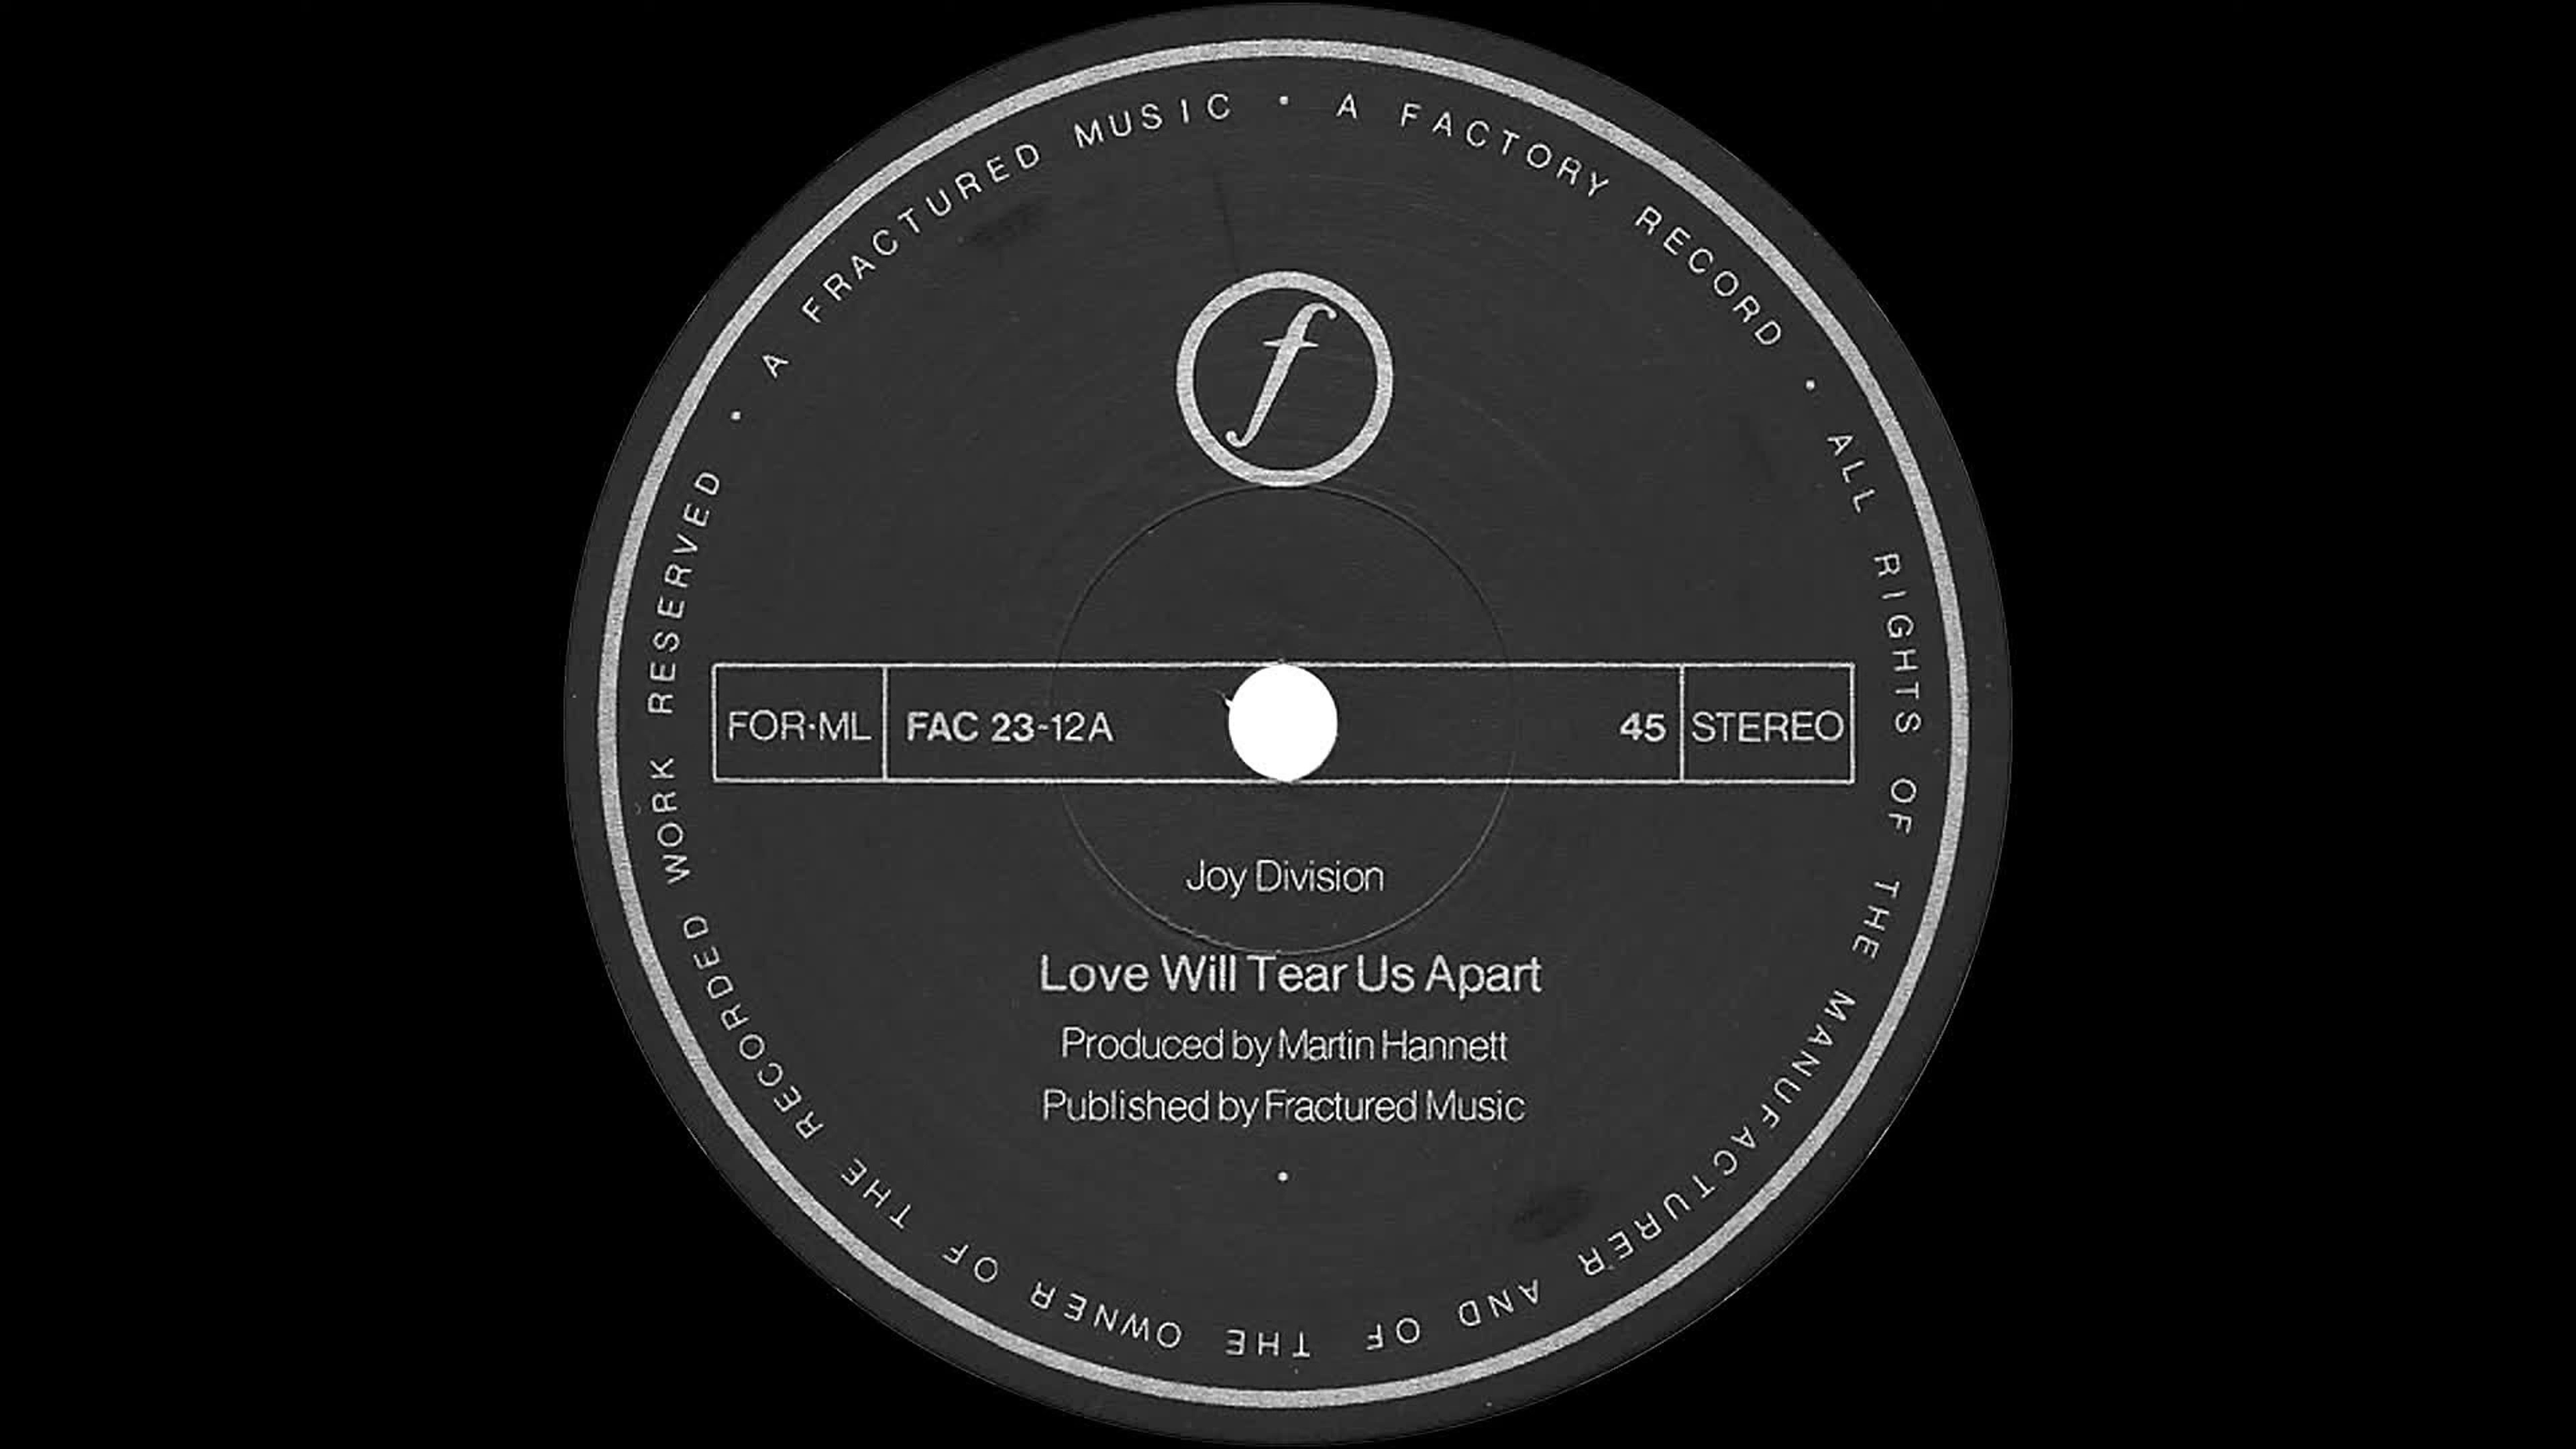 A FRACTURED MUSIC · A FACTORY RECORD · ALL RIGHTS OF THE MANUFACTURER AND OF THE OWNER OF THE RECORDED WORK RESERVED ·
f
FOR·ML FAC 23-12A 45 STEREO
Joy Division
Love Will Tear Us Apart
Produced by Martin Hannett
Published by Fractured Music